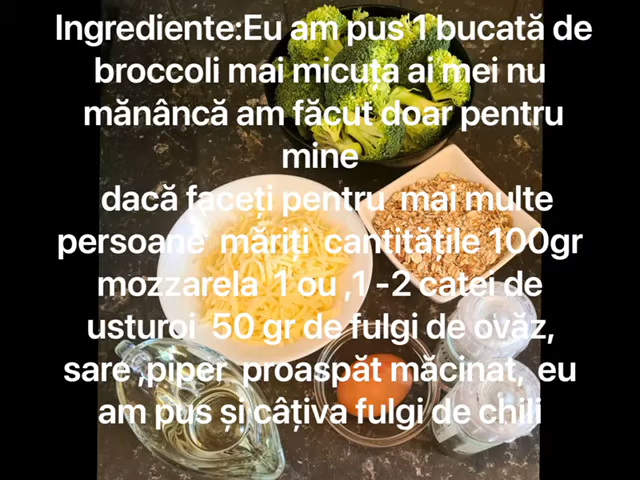 Ingrediente:Eu am pus 1 bucată de
broccoli mai micuța ai mei nu
mănâncă am făcut doar pentru
mine
dacă faceți pentru mai multe
persoane măriți cantitățile 100gr
mozzarela 1 ou ,1 -2 catei de
usturoi 50 gr de fulgi de ovăz,
sare ,piper proaspăt măcinat, eu
am pus și câțiva fulgi de chili